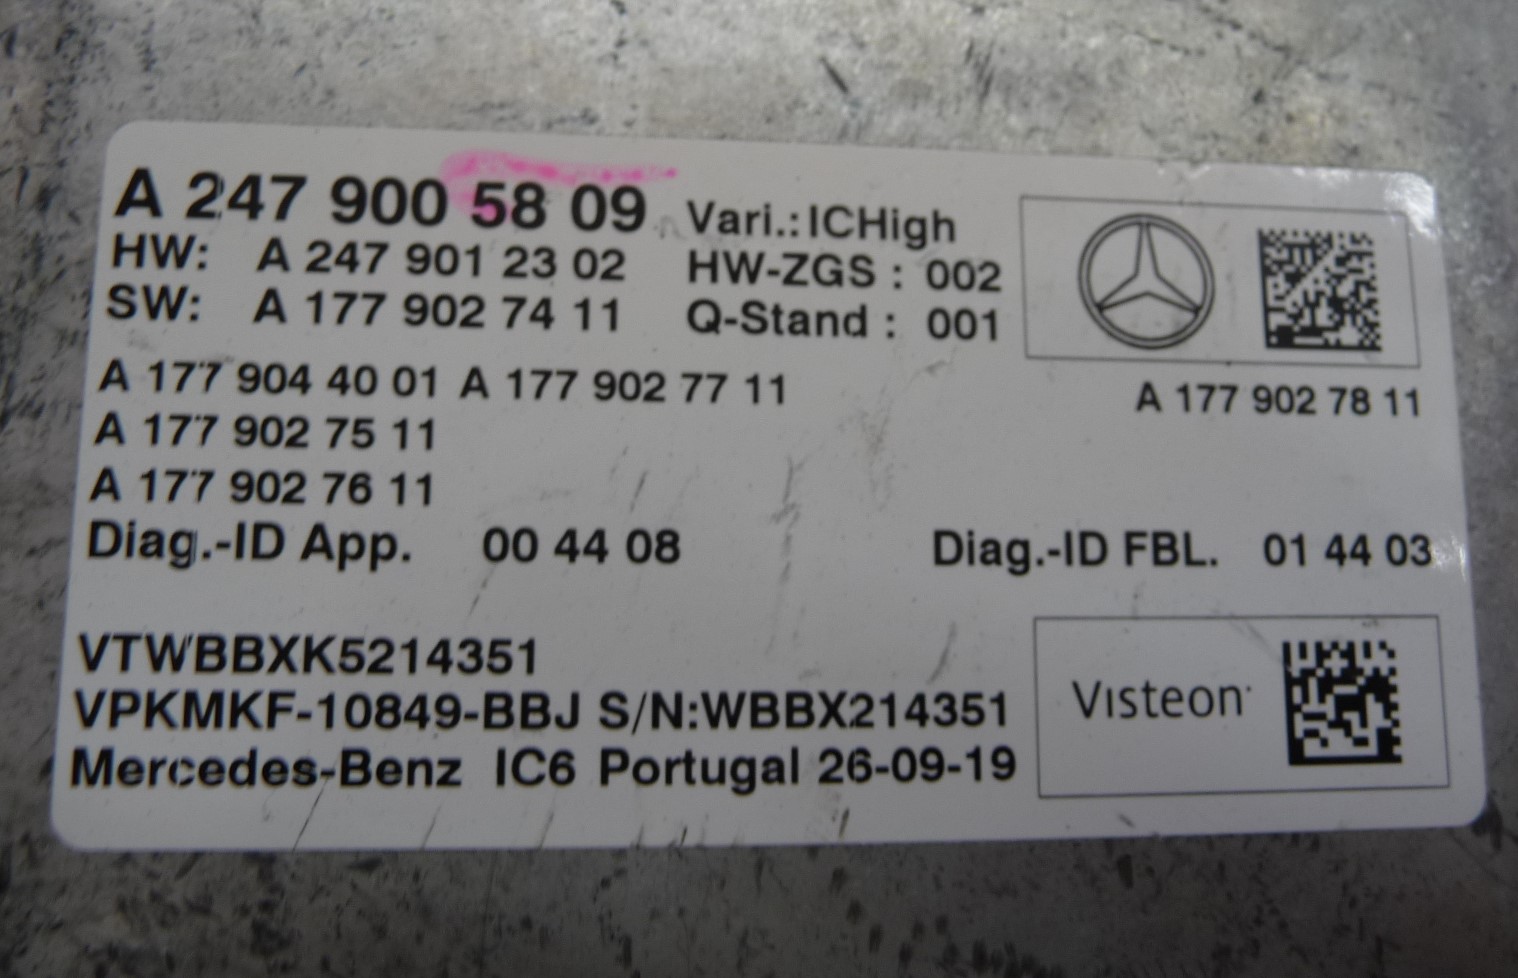 A 247 900 58 09 Vari.: ICHigh
HW: A 247 901 23 02 HW-ZGS : 002
SW: A 177 902 74 11 Q-Stand : 001
A 177 904 40 01 A 177 902 77 11 A 177 902 78 11
A 177 902 75 11
A 177 902 76 11
Diag.-ID App. 00 44 08 Diag.-ID FBL. 01 44 03
VTWBBXK5214351
VPKMKF-10849-BBJ S/N:WBBX214351
Visteon
Mercedes-Benz IC6 Portugal 26-09-19